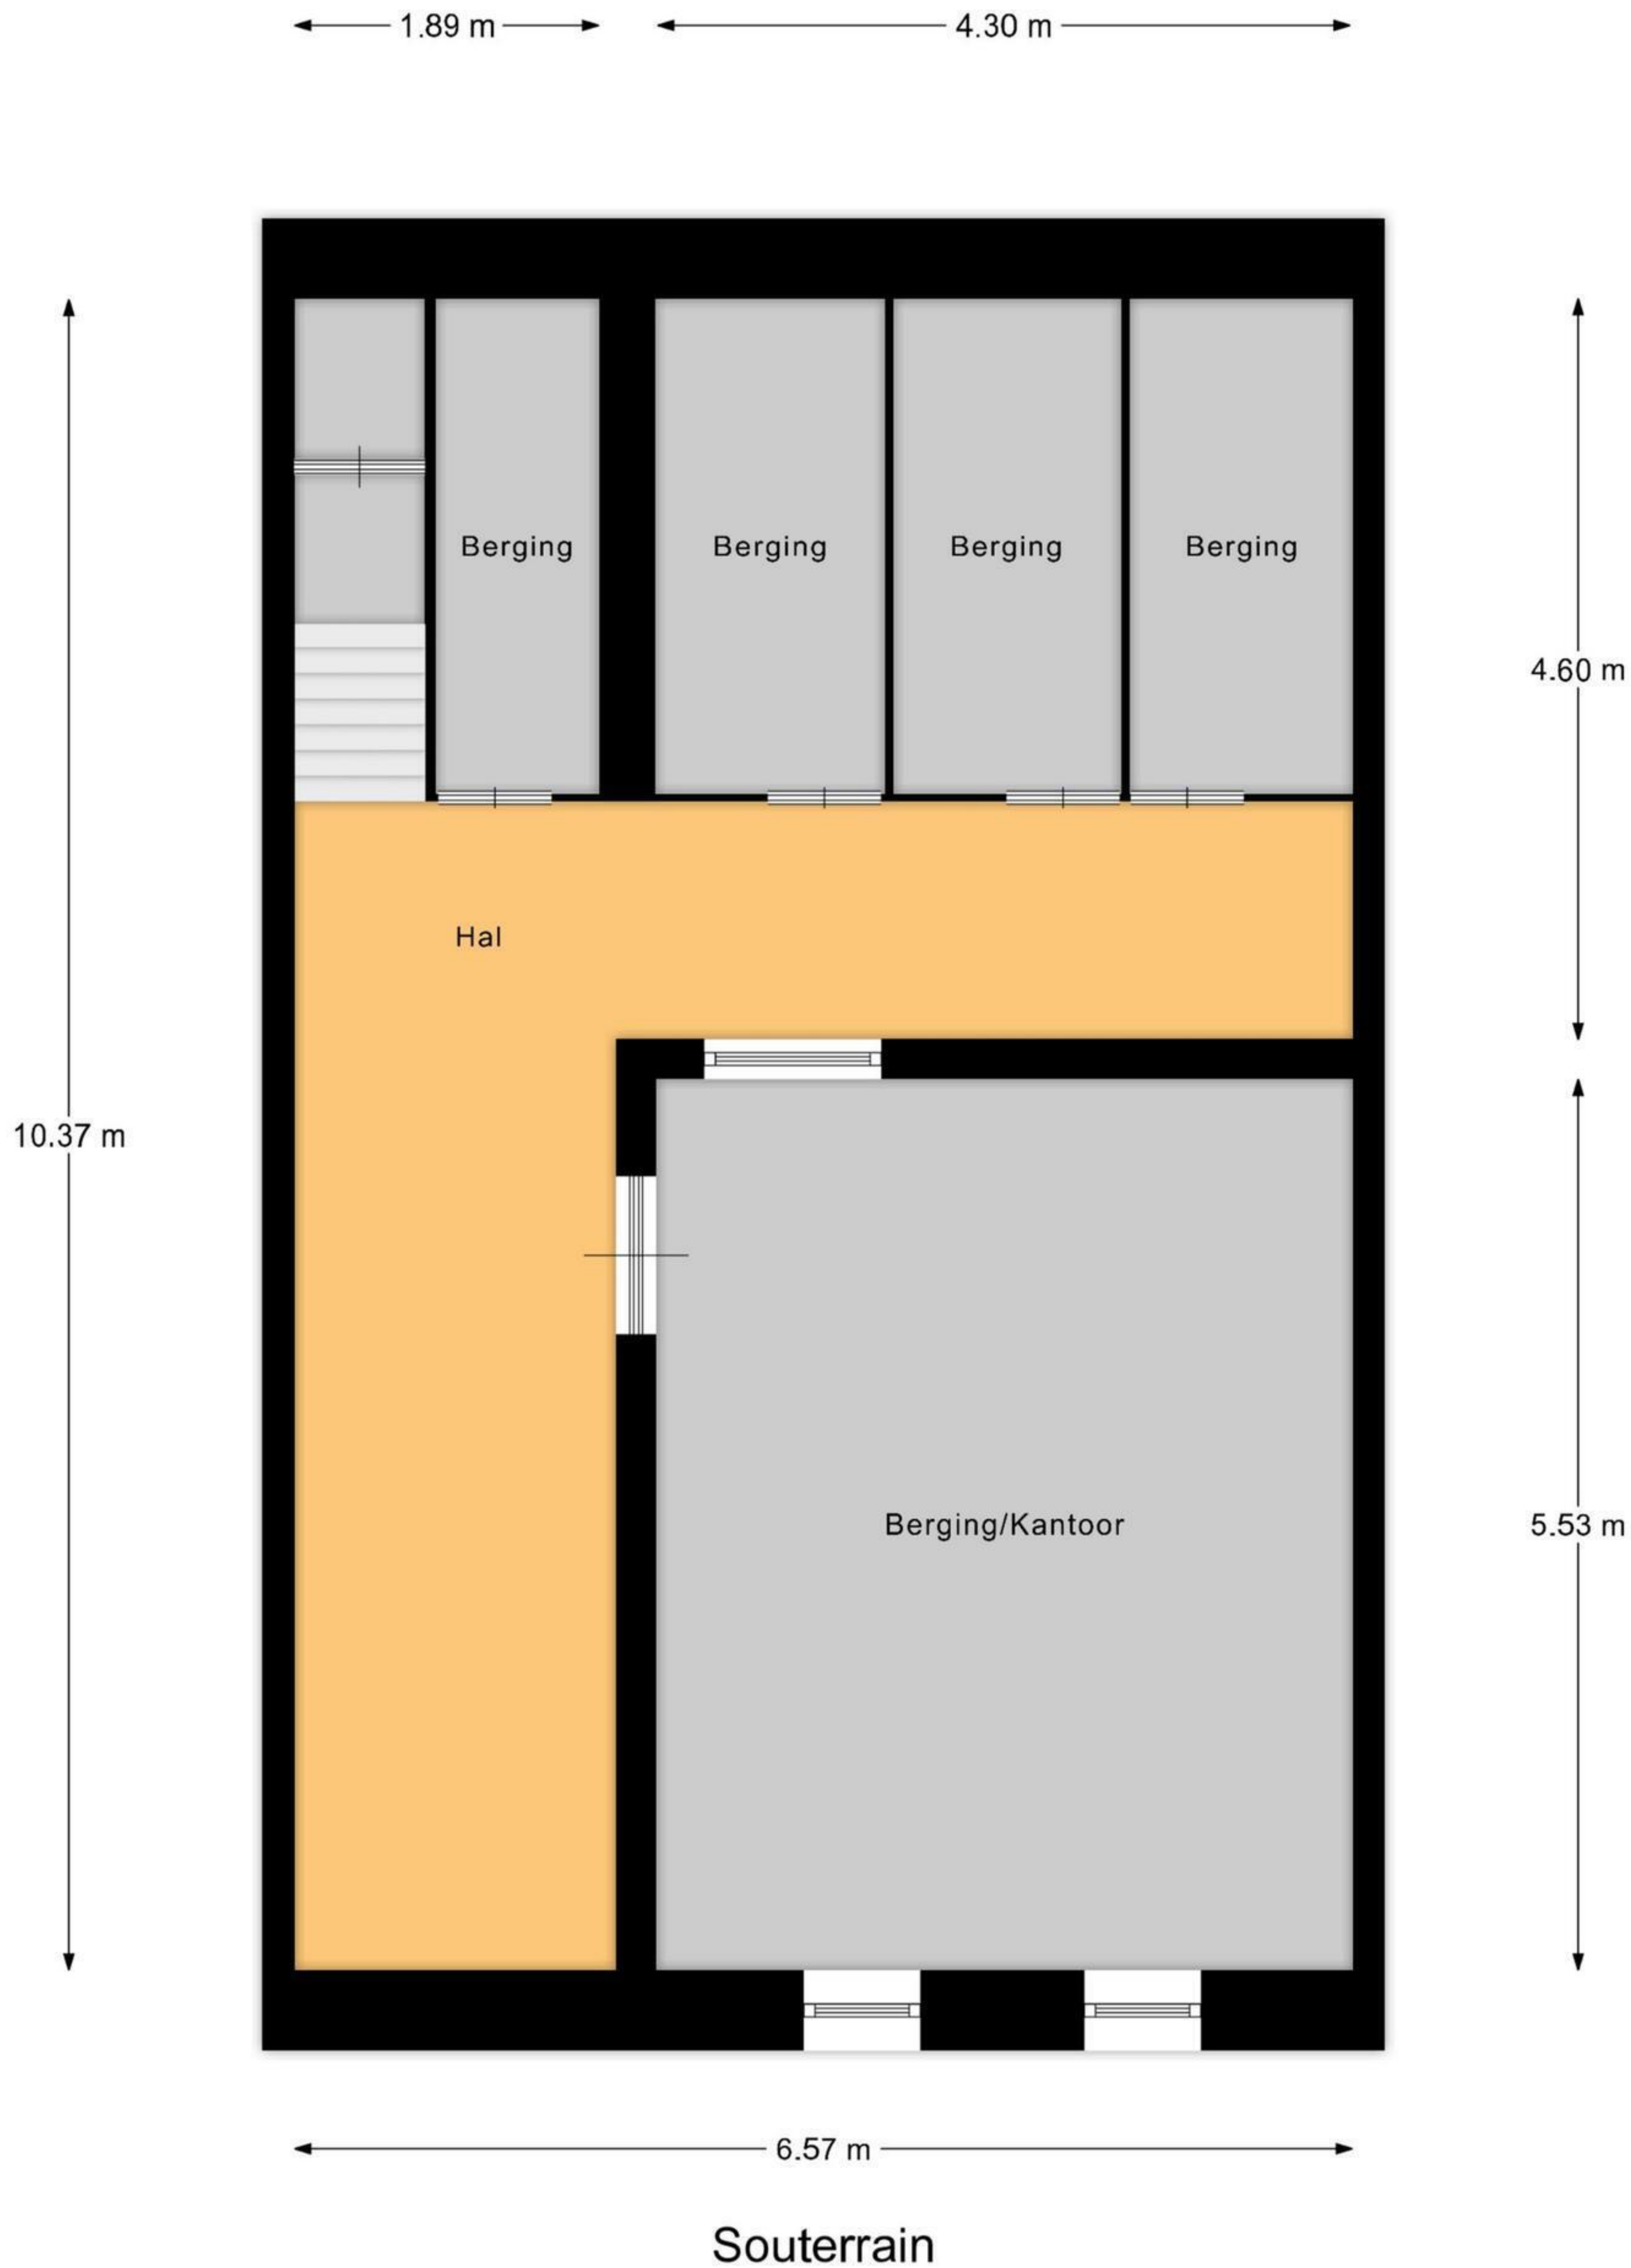 1.89 m
4.30 m
Berging
Berging
Berging
Berging
4.60 m
Hal
10.37 m
Berging/Kantoor
5.53 m
6.57 m
Souterrain